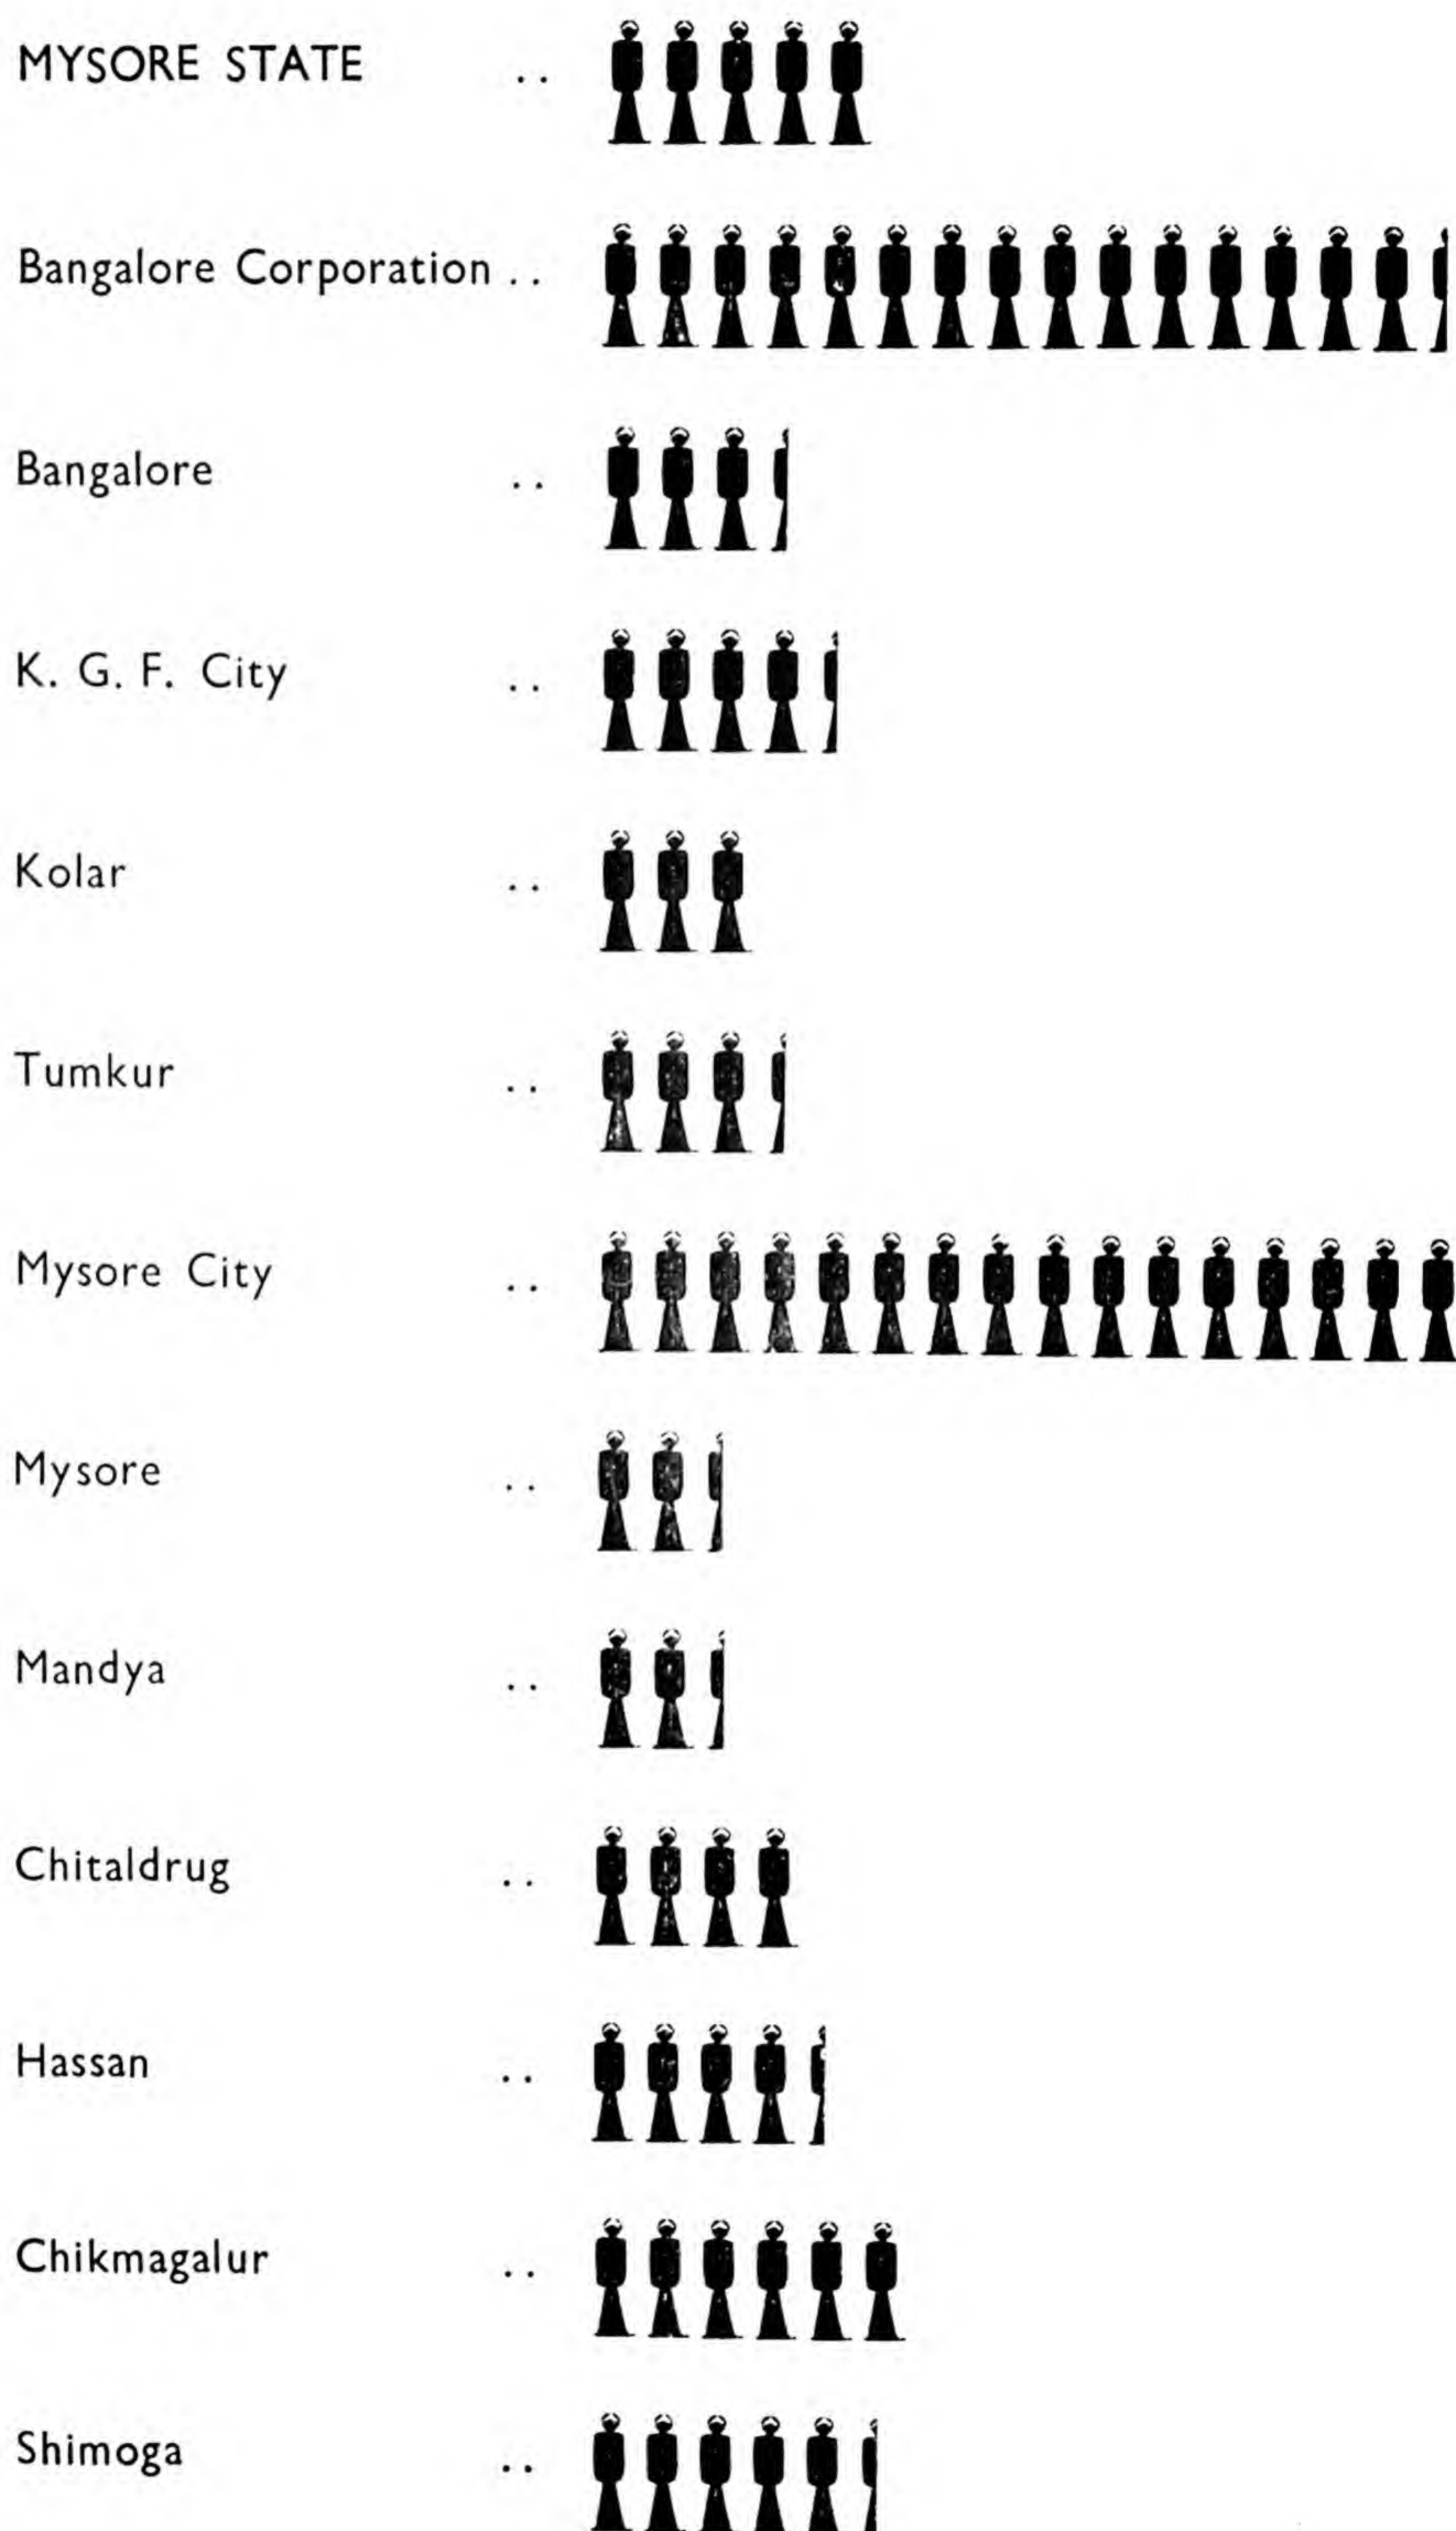 MYSORE STATE ..
Bangalore Corporation ..
Bangalore ..
K. G. F. City ..
Kolar ..
Tumkur ..
Mysore City ..
Mysore ..
Mandya ..
Chitaldrug ..
Hassan ..
Chikmagalur ..
Shimoga ..